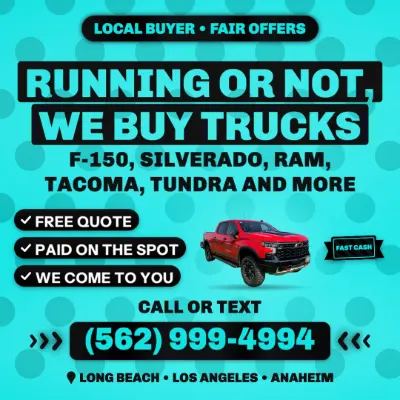 LOCAL BUYER • FAIR OFFERS
RUNNING OR NOT,
WE BUY TRUCKS
F-150, SILVERADO, RAM,
TACOMA, TUNDRA AND MORE
FREE QUOTE
PAID ON THE SPOT
WE COME TO YOU
FAST CASH
CALL OR TEXT
(562) 999-4994
LONG BEACH • LOS ANGELES • ANAHEIM